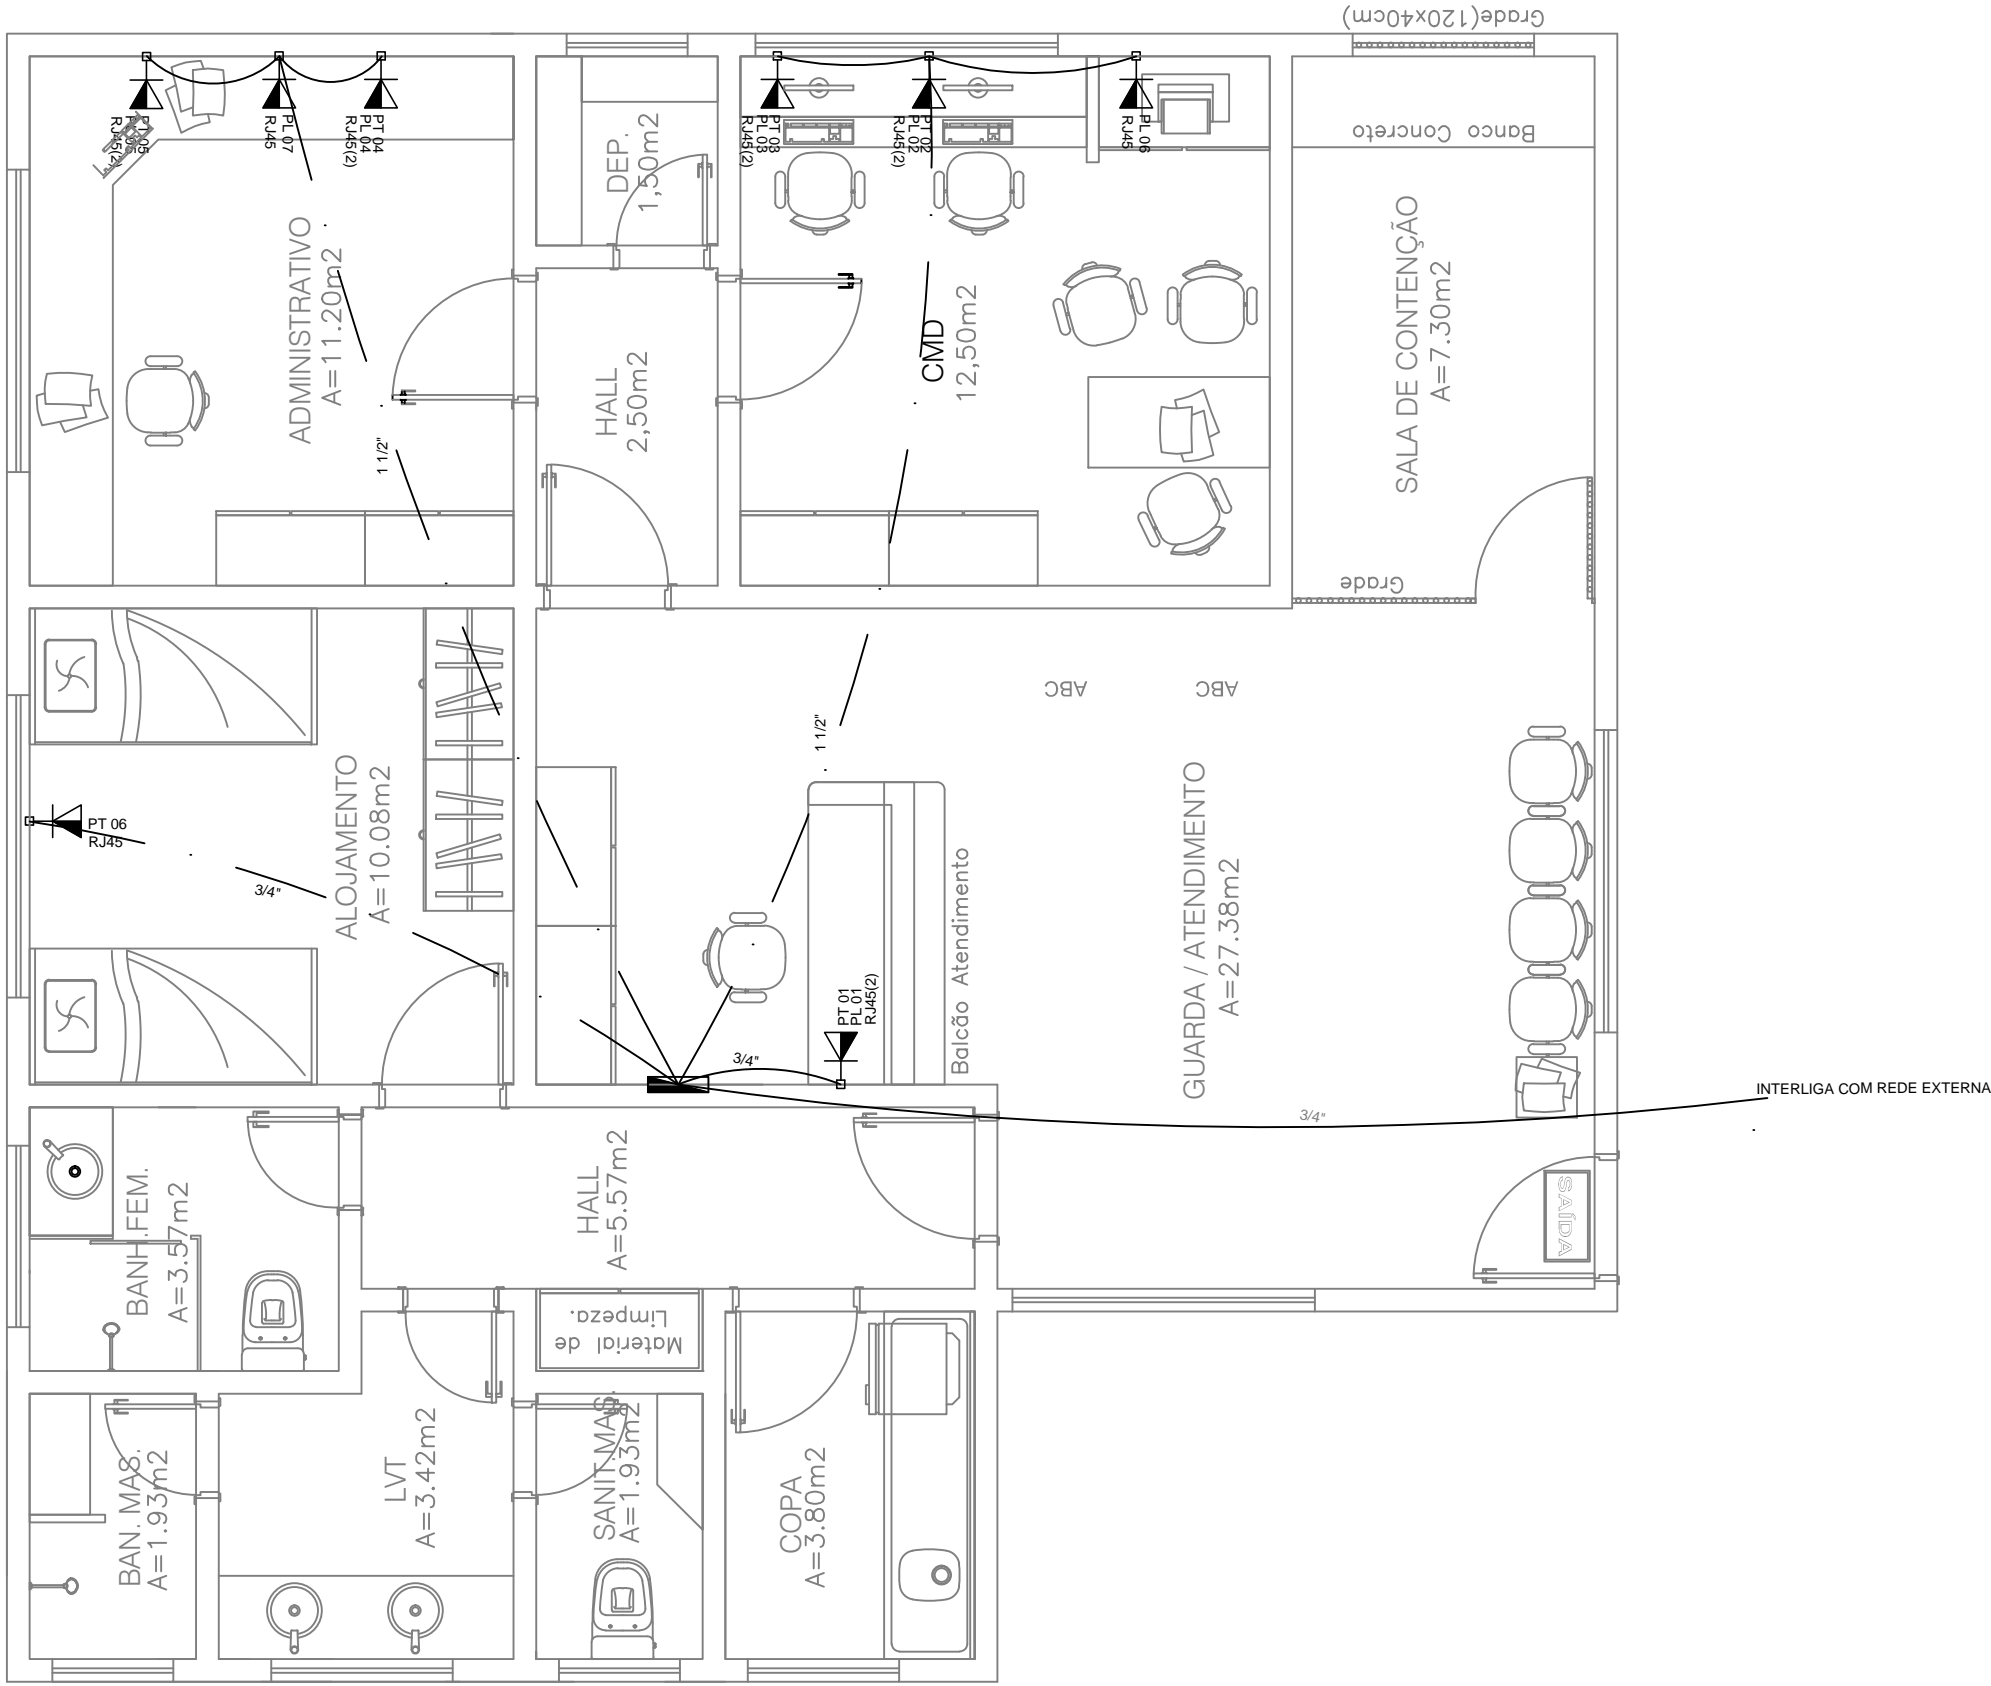 Grade(120x40cm)
PT 05
RJ45(2)
PL 07
RJ45
PT 04
PL 04
RJ45(2)
PT 03
PL 03
RJ45(2)
PT 02
PL 02
RJ45(2)
PL 06
RJ45
Banco Concreto
DEP.
1,50m2
ADMINISTRATIVO
A=11.20m2
HALL
2,50m2
CMD
12,50m2
SALA DE CONTENÇÃO
A=7.30m2
1 1/2"
Grade
ABC
ABC
1 1/2"
PT 06
RJ45
3/4"
ALOJAMENTO
A=10.08m2
Balcão Atendimento
GUARDA / ATENDIMENTO
A=27.38m2
PT 01
PL 01
RJ45(2)
3/4"
INTERLIGA COM REDE EXTERNA
3/4"
BANH.FEM.
A=3.57m2
HALL
A=5.57m2
SAÍDA
Material de
Limpeza.
BAN. MAS.
A=1.93m2
LVT
A=3.42m2
SANIT.MAS.
A=1.93m2
COPA
A=3.80m2